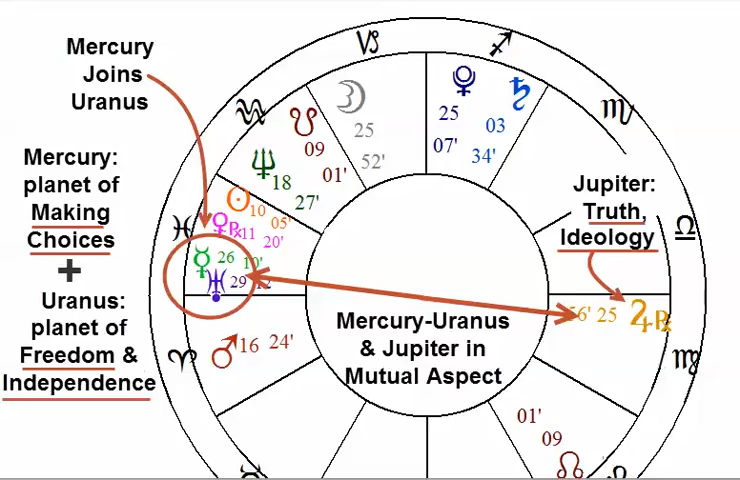 Mercury
Joins
Uranus
Mercury:
planet of
Making
Choices
+
Uranus:
planet of
Freedom &
Independence
Jupiter:
Truth,
Ideology
Mercury-Uranus
& Jupiter in
Mutual Aspect
25
07'
03
34'
25
52'
09
01'
18
27'
10
05'
℞11
20'
26
29
16 24'
25
℞
01'
09